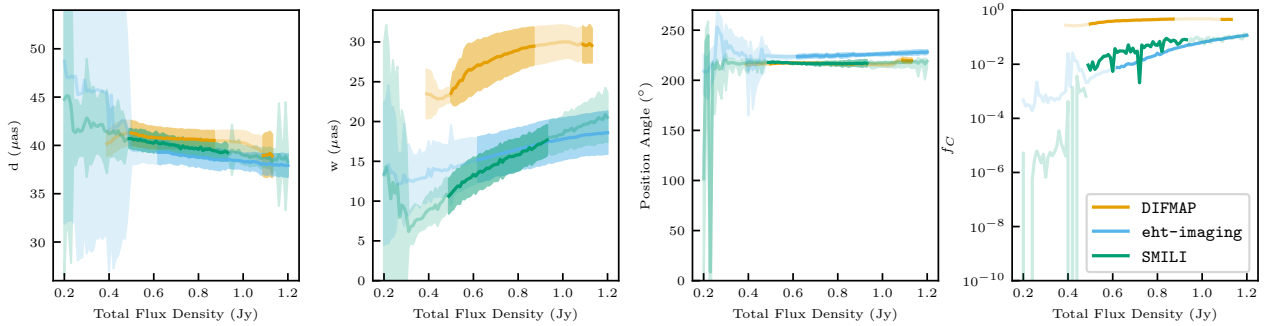 50
45
40
35
30
d (μas)
0.2 0.4 0.6 0.8 1.0 1.2
Total Flux Density (Jy)
30
25
20
15
10
5
0
w (μas)
0.2 0.4 0.6 0.8 1.0 1.2
Total Flux Density (Jy)
250
200
150
100
50
0
Position Angle (°)
0.2 0.4 0.6 0.8 1.0 1.2
Total Flux Density (Jy)
10⁰
10⁻²
10⁻⁴
10⁻⁶
10⁻⁸
10⁻¹⁰
f_C
DIFMAP
eht-imaging
SMILI
0.2 0.4 0.6 0.8 1.0 1.2
Total Flux Density (Jy)